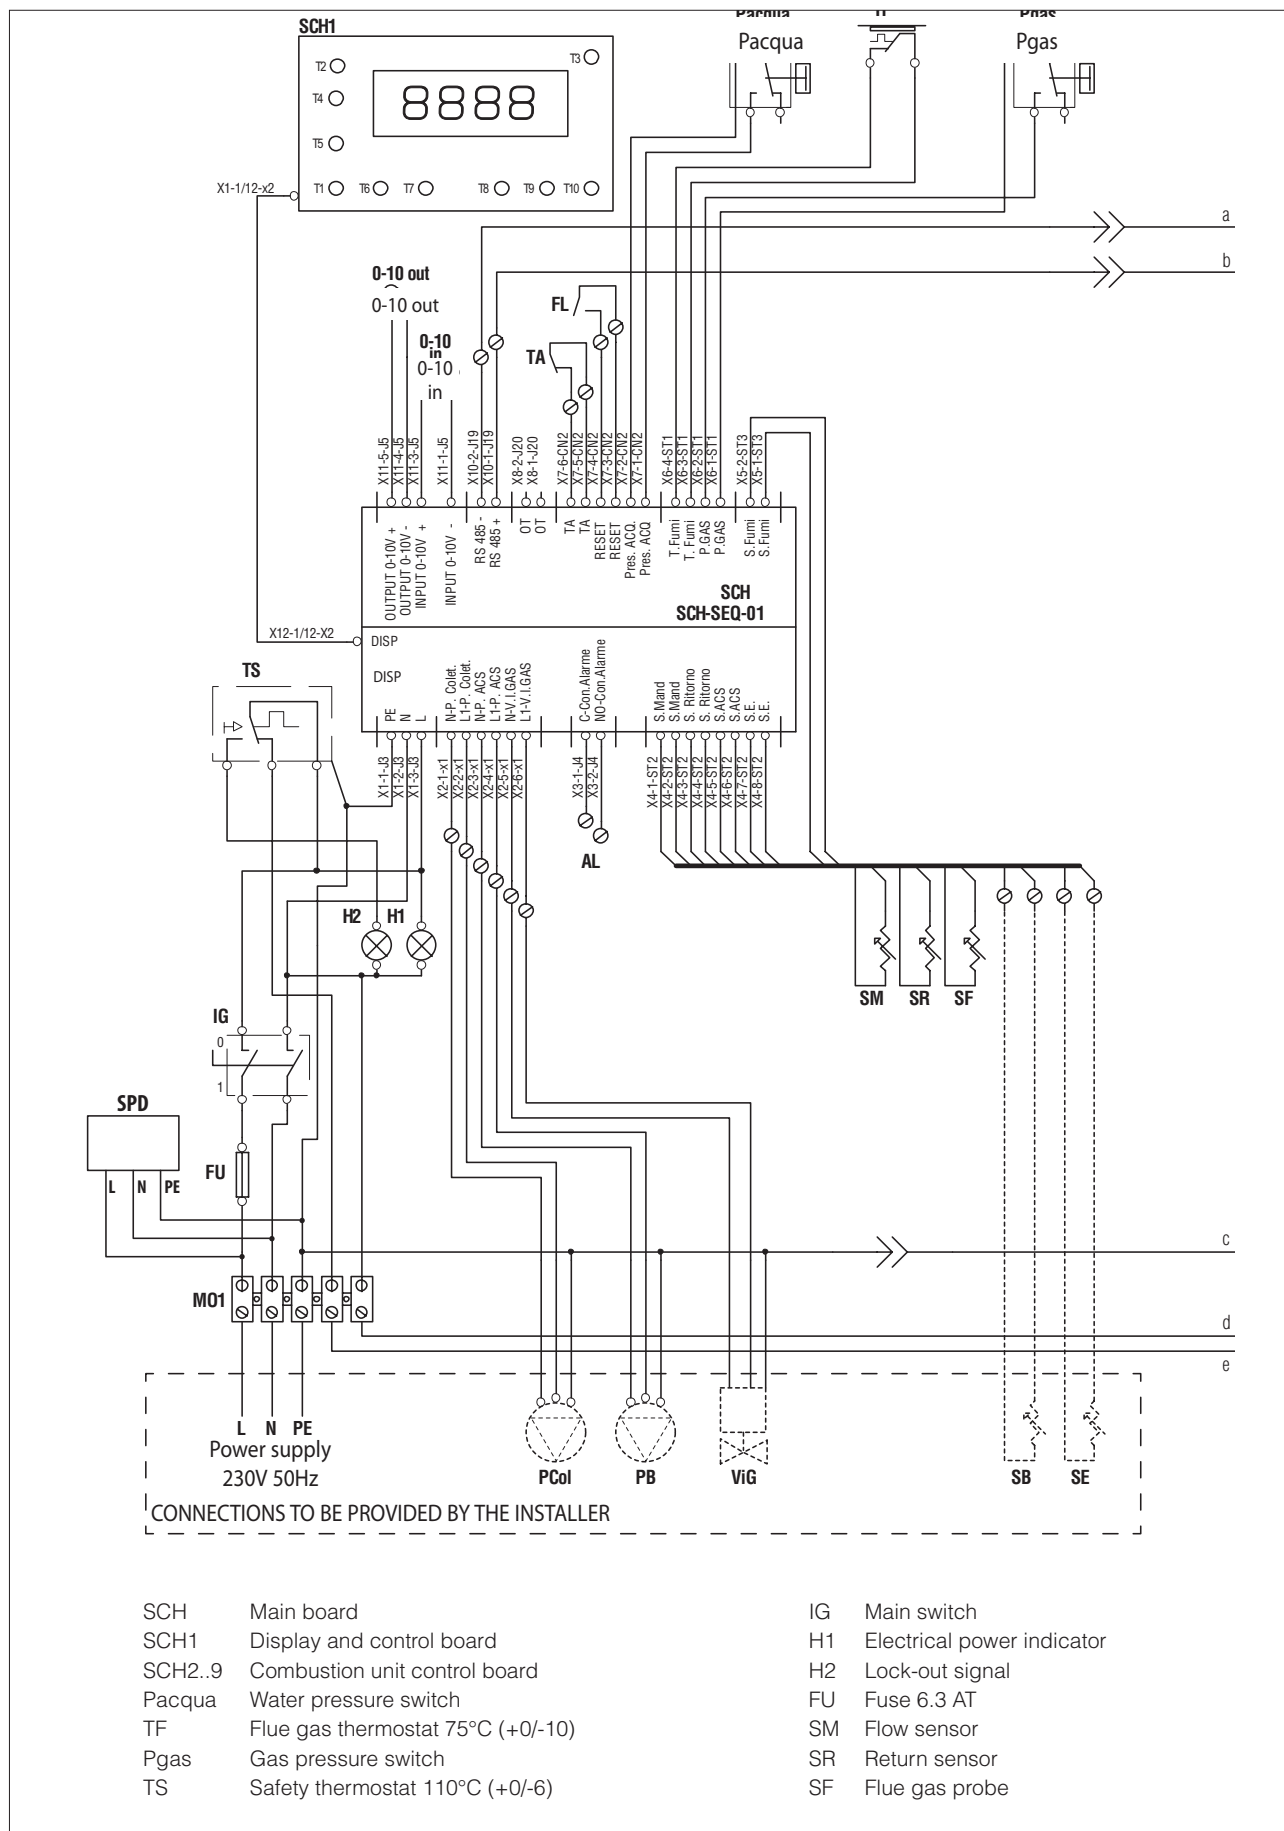 SCH1
Pacqua
Pgas
Pacqua
Pgas
T3
T2
T4
T5
T1 T6 T7 T8 T9 T10
8888
X1-1/12-x2
a
b
0-10 out
0-10 out
0-10
in
0-10
in
FL
TA
X11-5-J5
X11-4-J5
X11-3-J5
X11-1-J5
X10-2-J19
X10-1-J19
X8-2-J20
X8-1-J20
X7-6-CN2
X7-5-CN2
X7-4-CN2
X7-3-CN2
X7-2-CN2
X7-1-CN2
X6-4-ST1
X6-3-ST1
X6-2-ST1
X6-1-ST1
X5-2-ST3
X5-1-ST3
OUTPUT 0-10V +
OUTPUT 0-10V -
INPUT 0-10V +
INPUT 0-10V -
RS 485 -
RS 485 +
OT
OT
TA
TA
RESET
RESET
Pres. ACQ.
Pres. ACQ
T.Fumi
T. Fumi
P.GAS
P.GAS
S.Fumi
S.Fumi
SCH
SCH-SEQ-01
X12-1/12-X2
DISP
DISP
TS
PE
N
L
N-P. Colet.
L1-P. Colet.
N-P. ACS
L1-P. ACS
N-V.I.GAS
L1-V.I.GAS
C-Con.Alarme
NO-Con.Alarme
S.Mand
S.Mand
S. Ritorno
S. Ritorno
S.ACS
S.ACS
S.E.
S.E.
X1-1-J3
X1-2-J3
X1-3-J3
X2-1-x1
X2-2-x1
X2-3-x1
X2-4-x1
X2-5-x1
X2-6-x1
X3-1-J4
X3-2-J4
X4-1-ST2
X4-2-ST2
X4-3-ST2
X4-4-ST2
X4-5-ST2
X4-6-ST2
X4-7-ST2
X4-8-ST2
AL
H2 H1
SM SR SF
IG
0
1
SPD
L N PE
FU
c
MO1
d
e
L N PE
Power supply
230V 50Hz
PCol PB ViG SB SE
CONNECTIONS TO BE PROVIDED BY THE INSTALLER
SCH Main board
SCH1 Display and control board
SCH2..9 Combustion unit control board
Pacqua Water pressure switch
TF Flue gas thermostat 75°C (+0/-10)
Pgas Gas pressure switch
TS Safety thermostat 110°C (+0/-6)
IG Main switch
H1 Electrical power indicator
H2 Lock-out signal
FU Fuse 6.3 AT
SM Flow sensor
SR Return sensor
SF Flue gas probe